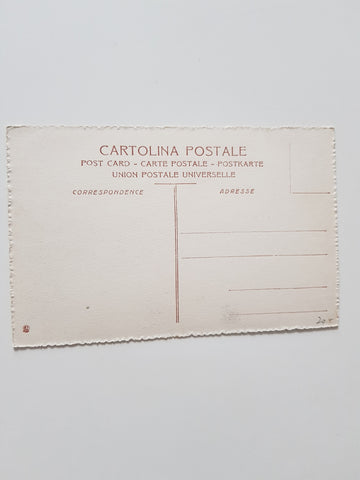 CARTOLINA POSTALE
POST CARD - CARTE POSTALE - POSTKARTE
UNION POSTALE UNIVERSELLE
CORRESPONDENCE
ADRESSE